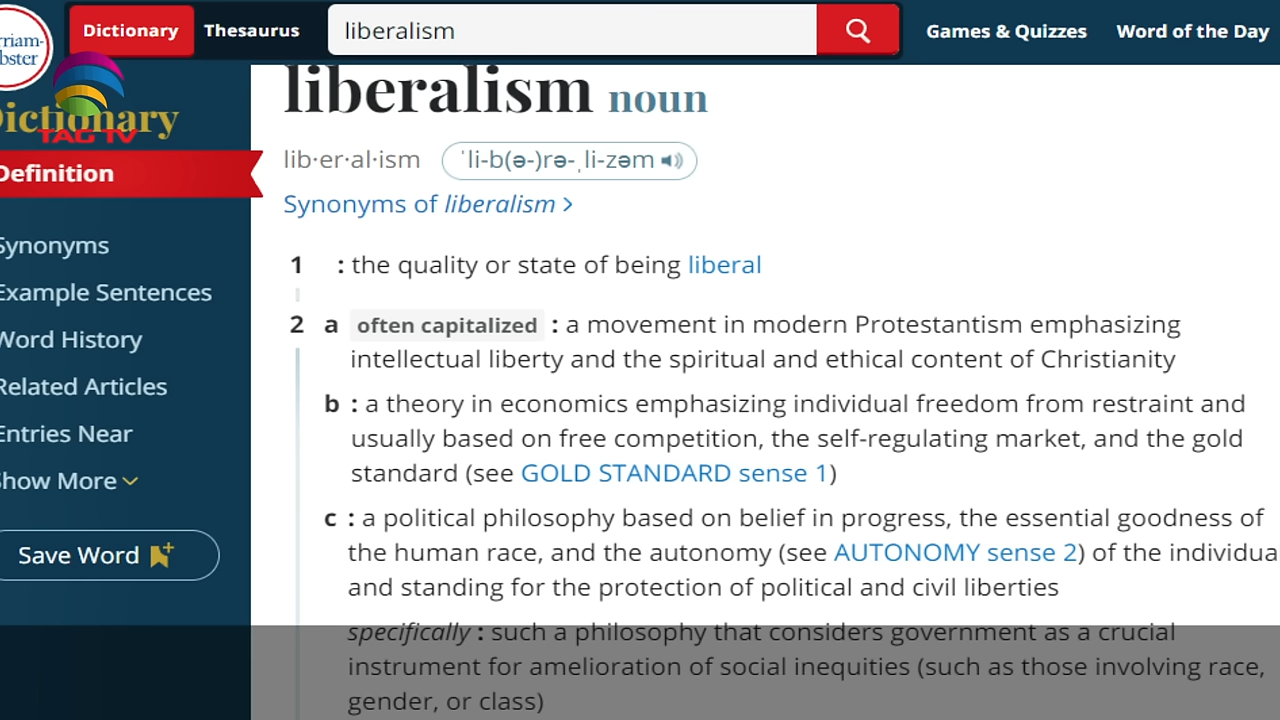 Dictionary Thesaurus liberalism Games & Quizzes Word of the Day
rriam-
bster
Dictionary
TAG TV
Definition
Synonyms
Example Sentences
Word History
Related Articles
Entries Near
Show More
Save Word
liberalism noun
lib·er·al·ism ˈli-b(ə-)rə-ˌli-zəm
Synonyms of liberalism >
1 : the quality or state of being liberal
2 a often capitalized : a movement in modern Protestantism emphasizing
intellectual liberty and the spiritual and ethical content of Christianity
b : a theory in economics emphasizing individual freedom from restraint and
usually based on free competition, the self-regulating market, and the gold
standard (see GOLD STANDARD sense 1)
c : a political philosophy based on belief in progress, the essential goodness of
the human race, and the autonomy (see AUTONOMY sense 2) of the individua
and standing for the protection of political and civil liberties
specifically : such a philosophy that considers government as a crucial
instrument for amelioration of social inequities (such as those involving race,
gender, or class)